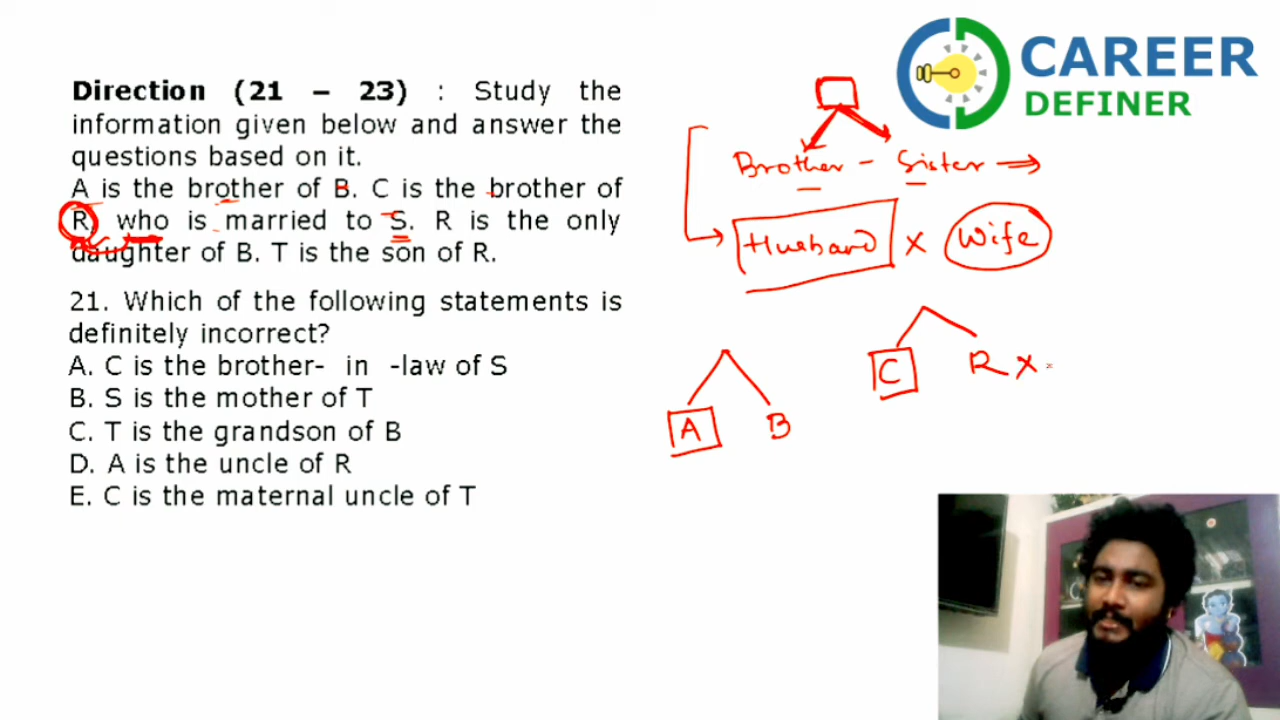 CAREER
DEFINER
Direction (21 – 23) : Study the
information given below and answer the
questions based on it.
A is the brother of B. C is the brother of
R, who is married to S. R is the only
daughter of B. T is the son of R.
21. Which of the following statements is
definitely incorrect?
A. C is the brother- in -law of S
B. S is the mother of T
C. T is the grandson of B
D. A is the uncle of R
E. C is the maternal uncle of T
Brother – Sister
Husband × Wife
C R ×
A B